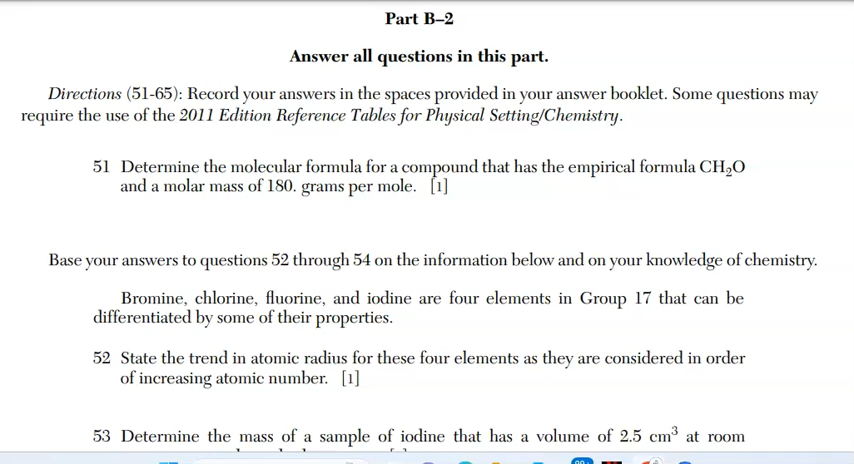 Part B–2
Answer all questions in this part.
Directions (51-65): Record your answers in the spaces provided in your answer booklet. Some questions may
require the use of the 2011 Edition Reference Tables for Physical Setting/Chemistry.
51 Determine the molecular formula for a compound that has the empirical formula CH₂O
and a molar mass of 180. grams per mole. [1]
Base your answers to questions 52 through 54 on the information below and on your knowledge of chemistry.
Bromine, chlorine, fluorine, and iodine are four elements in Group 17 that can be
differentiated by some of their properties.
52 State the trend in atomic radius for these four elements as they are considered in order
of increasing atomic number. [1]
53 Determine the mass of a sample of iodine that has a volume of 2.5 cm³ at room